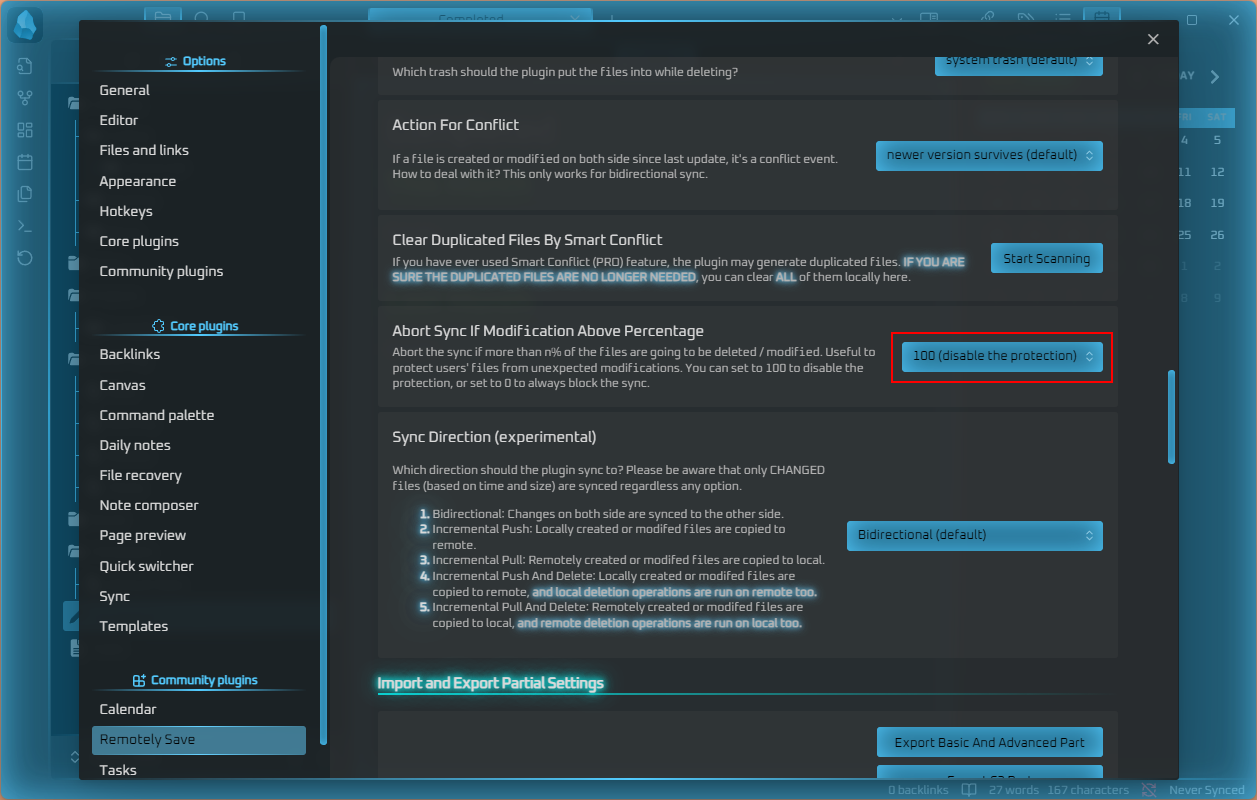 Completed
Options
General
Editor
Files and links
Appearance
Hotkeys
Core plugins
Community plugins
Core plugins
Backlinks
Canvas
Command palette
Daily notes
File recovery
Note composer
Page preview
Quick switcher
Sync
Templates
Community plugins
Calendar
Remotely Save
Tasks
Which trash should the plugin put the files into while deleting?
system trash (default)
Action For Conflict
If a file is created or modified on both side since last update, it's a conflict event.
How to deal with it? This only works for bidirectional sync.
newer version survives (default)
Clear Duplicated Files By Smart Conflict
If you have ever used Smart Conflict (PRO) feature, the plugin may generate duplicated files. IF YOU ARE
SURE THE DUPLICATED FILES ARE NO LONGER NEEDED, you can clear ALL of them locally here.
Start Scanning
Abort Sync If Modification Above Percentage
Abort the sync if more than n% of the files are going to be deleted / modified. Useful to
protect users' files from unexpected modifications. You can set to 100 to disable the
protection, or set to 0 to always block the sync.
100 (disable the protection)
Sync Direction (experimental)
Which direction should the plugin sync to? Please be aware that only CHANGED
files (based on time and size) are synced regardless any option.
1. Bidirectional: Changes on both side are synced to the other side.
2. Incremental Push: Locally created or modifed files are copied to
remote.
3. Incremental Pull: Remotely created or modifed files are copied to local.
4. Incremental Push And Delete: Locally created or modifed files are
copied to remote, and local deletion operations are run on remote too.
5. Incremental Pull And Delete: Remotely created or modifed files are
copied to local, and remote deletion operations are run on local too.
Bidirectional (default)
Import and Export Partial Settings
Export Basic And Advanced Part
AY
FRI SAT
4 5
11 12
18 19
25 26
1 2
8 9
0 backlinks 27 words 167 characters Never Synced